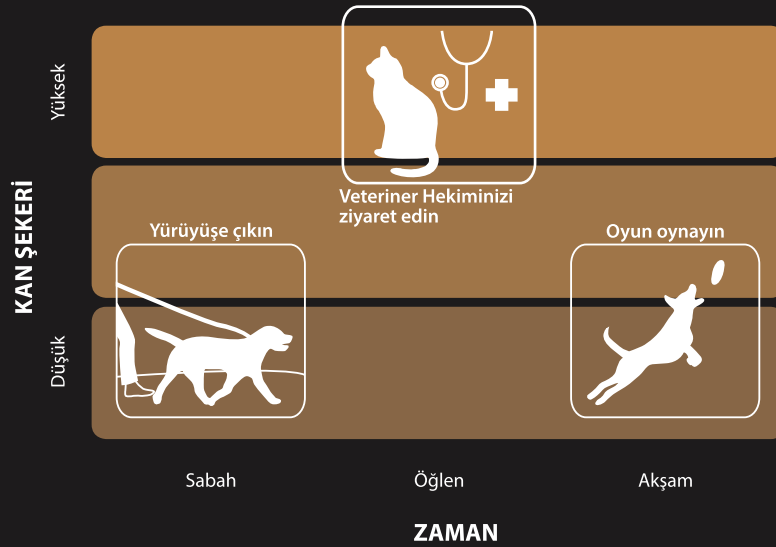 Yüksek
KAN ŞEKERİ
Düşük
Veteriner Hekiminizi
ziyaret edin
Yürüyüşe çıkın
Oyun oynayın
Sabah
Öğlen
Akşam
ZAMAN